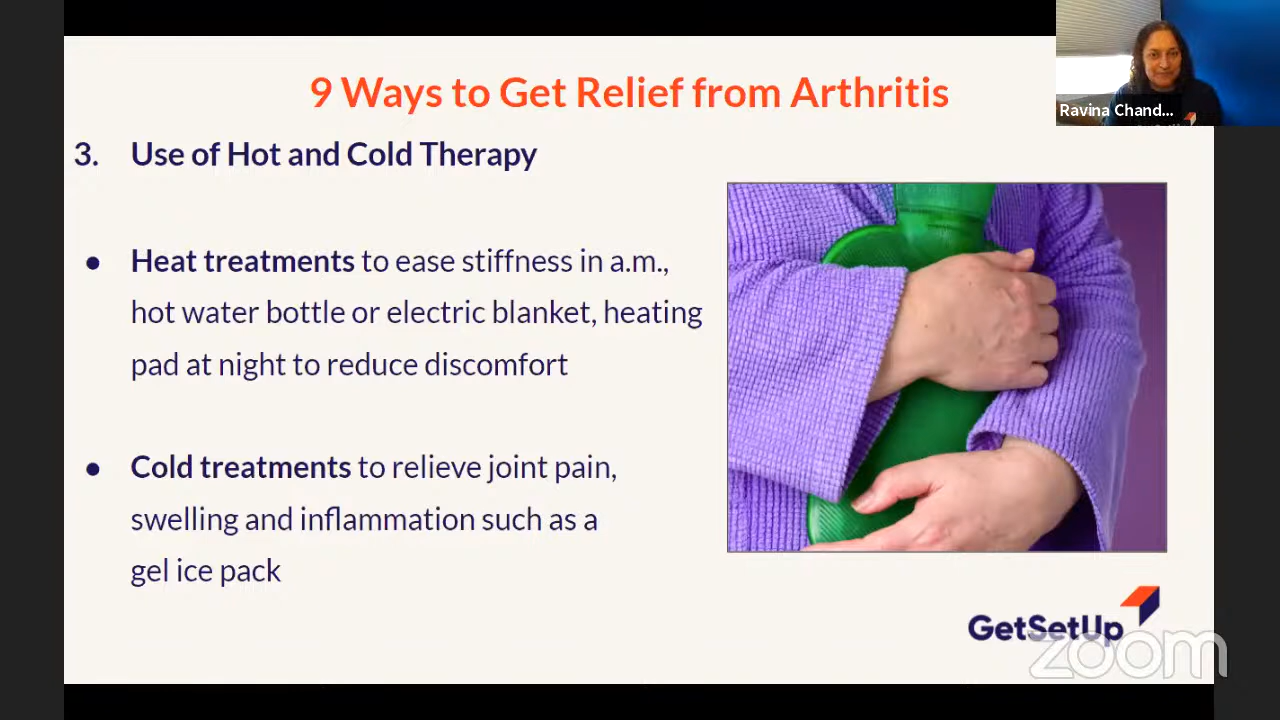 9 Ways to Get Relief from Arthritis
Ravina Chand...
3. Use of Hot and Cold Therapy
● Heat treatments to ease stiffness in a.m.,
hot water bottle or electric blanket, heating
pad at night to reduce discomfort
● Cold treatments to relieve joint pain,
swelling and inflammation such as a
gel ice pack
GetSetUp
zoom